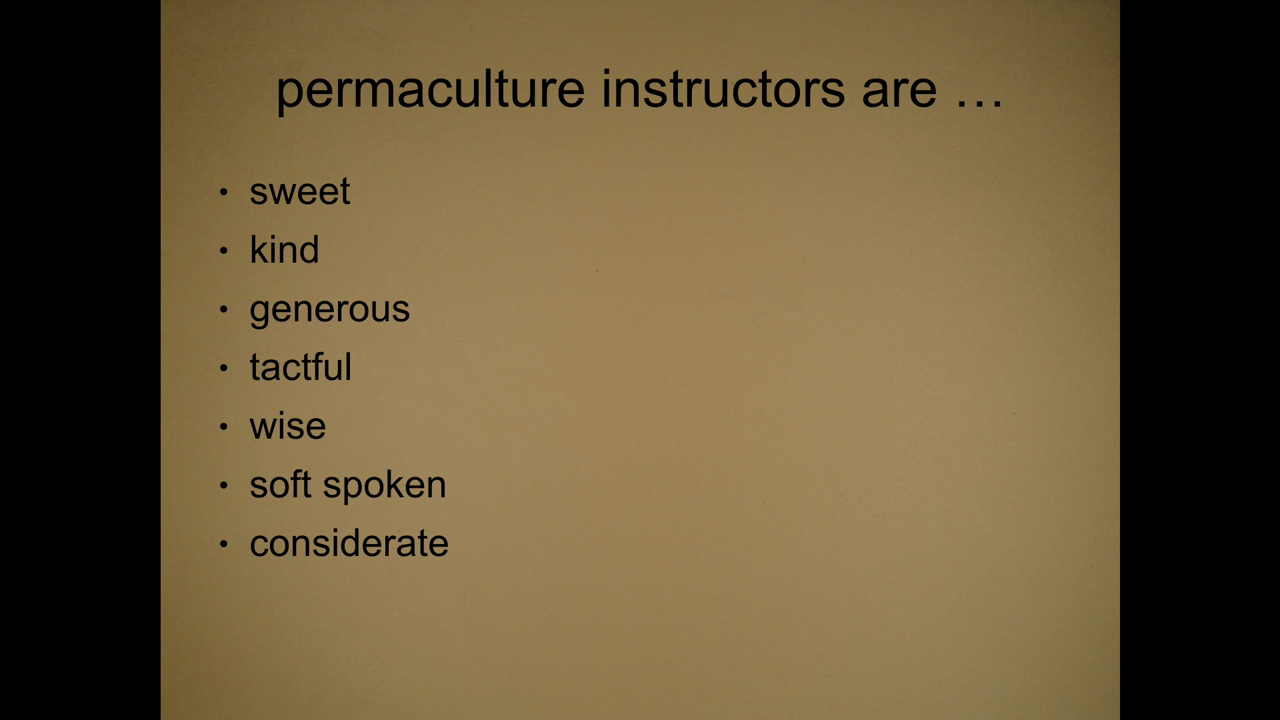 permaculture instructors are …
• sweet
• kind
• generous
• tactful
• wise
• soft spoken
• considerate